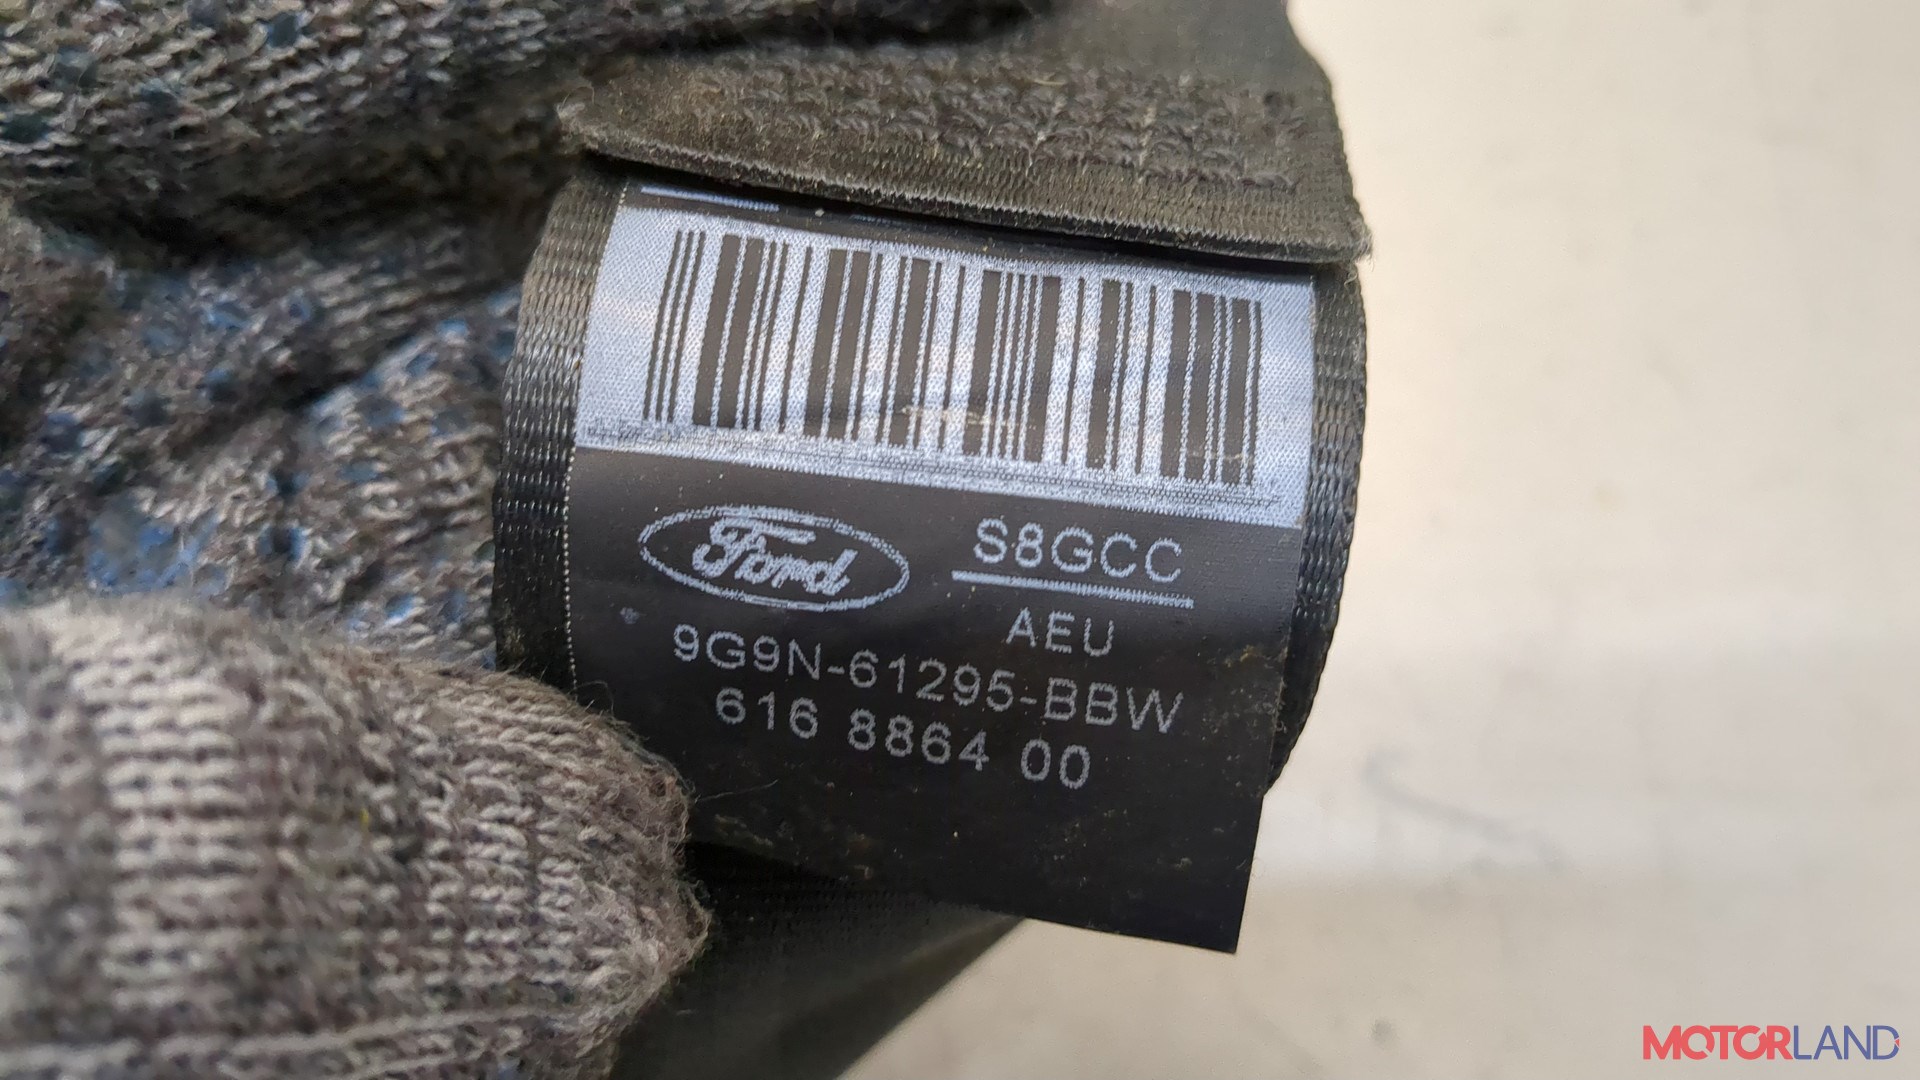 Ford
S8GCC
AEU
9G9N-61295-BBW
616 8864 00
MOTORLAND